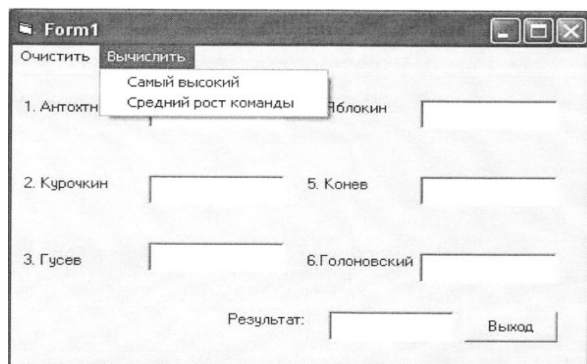 Form1
Очистить Вычислить
Самый высокий
Средний рост команды
1. Яблокин
2. Курочкин 5. Конев
3. Гусев 6.Голоновский
Результат: Выход